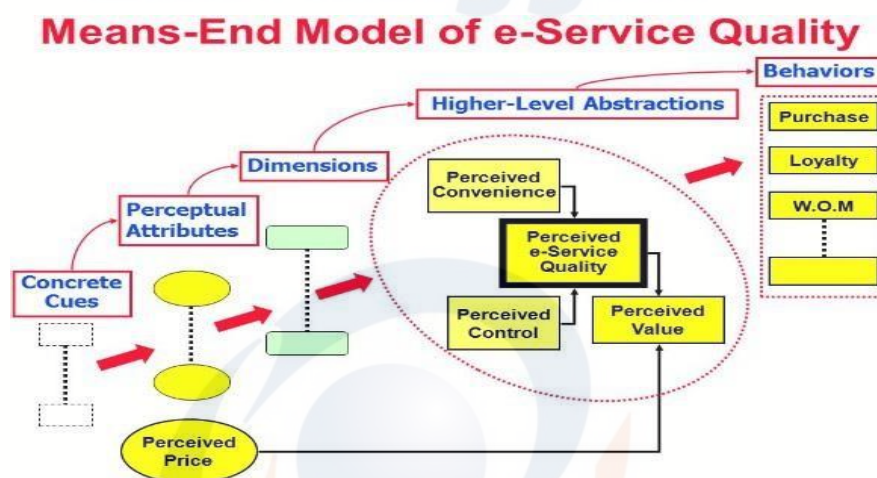 Means-End Model of e-Service Quality
Behaviors
Higher-Level Abstractions
Purchase
Dimensions
Perceived
Convenience
Loyalty
Perceptual
Attributes
W.O.M
Perceived
e-Service
Quality
Concrete
Cues
Perceived
Control
Perceived
Value
Perceived
Price